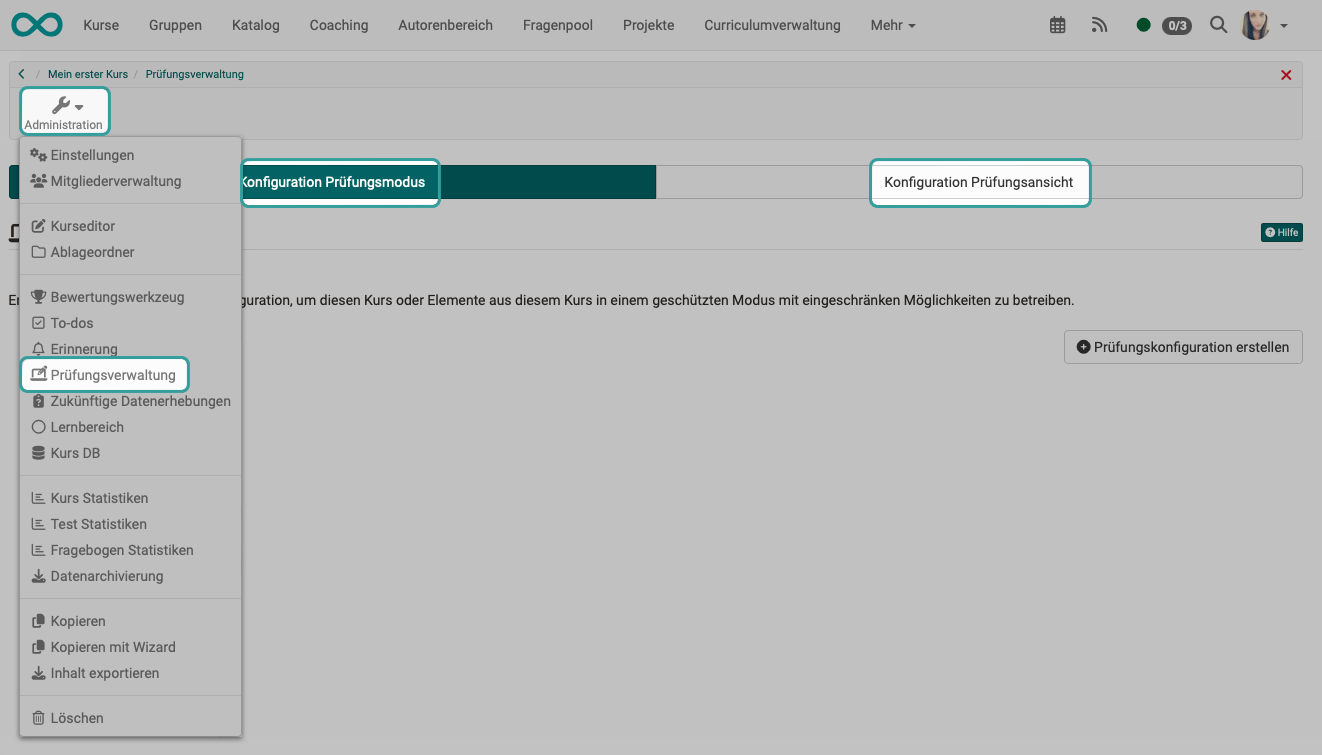 Kurse Gruppen Katalog Coaching Autorenbereich Fragenpool Projekte Curriculumverwaltung Mehr 0/3
/ Mein erster Kurs / Prüfungsverwaltung
Administration
Konfiguration Prüfungsmodus Konfiguration Prüfungsansicht
Einstellungen
Mitgliederverwaltung
Kurseditor
Ablageordner
Bewertungswerkzeug
To-dos
Erinnerung
Prüfungsverwaltung
Zukünftige Datenerhebungen
Lernbereich
Kurs DB
Kurs Statistiken
Test Statistiken
Fragebogen Statistiken
Datenarchivierung
Kopieren
Kopieren mit Wizard
Inhalt exportieren
Löschen
Hilfe
guration, um diesen Kurs oder Elemente aus diesem Kurs in einem geschützten Modus mit eingeschränken Möglichkeiten zu betreiben.
Prüfungskonfiguration erstellen